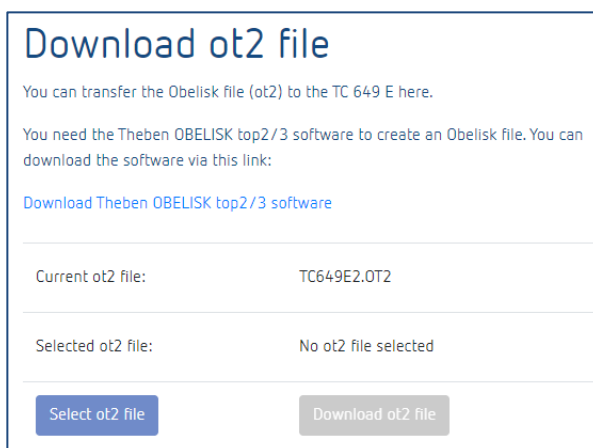 Download ot2 file
You can transfer the Obelisk file (ot2) to the TC 649 E here.
You need the Theben OBELISK top2/3 software to create an Obelisk file. You can
download the software via this link:
Download Theben OBELISK top2/3 software
Current ot2 file: TC649E2.OT2
Selected ot2 file: No ot2 file selected
Select ot2 file Download ot2 file